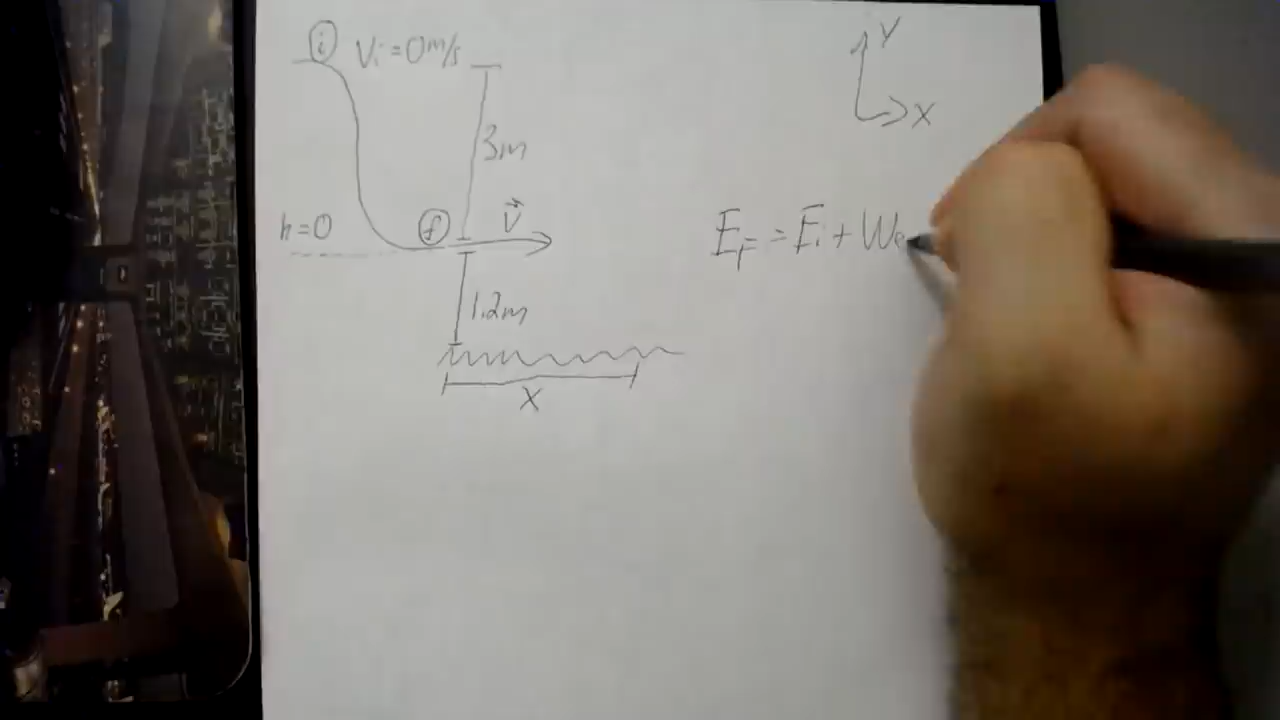 i Vi = 0m/s
Y
X
3m
h=0
f V⃗
EF = Ei + We
1.2m
X